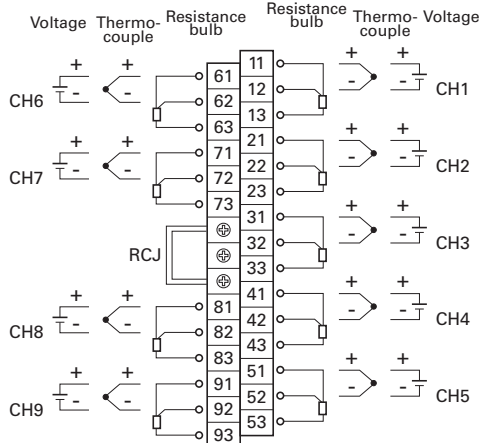 Voltage Thermo-couple Resistance bulb
Resistance bulb Thermo-couple Voltage
CH6 + - + - 61 62 63
11 12 13 + - + - CH1
CH7 + - + - 71 72 73
21 22 23 + - + - CH2
RCJ
31 32 33 + - + - CH3
CH8 + - + - 81 82 83
41 42 43 + - + - CH4
CH9 + - + - 91 92 93
51 52 53 + - + - CH5